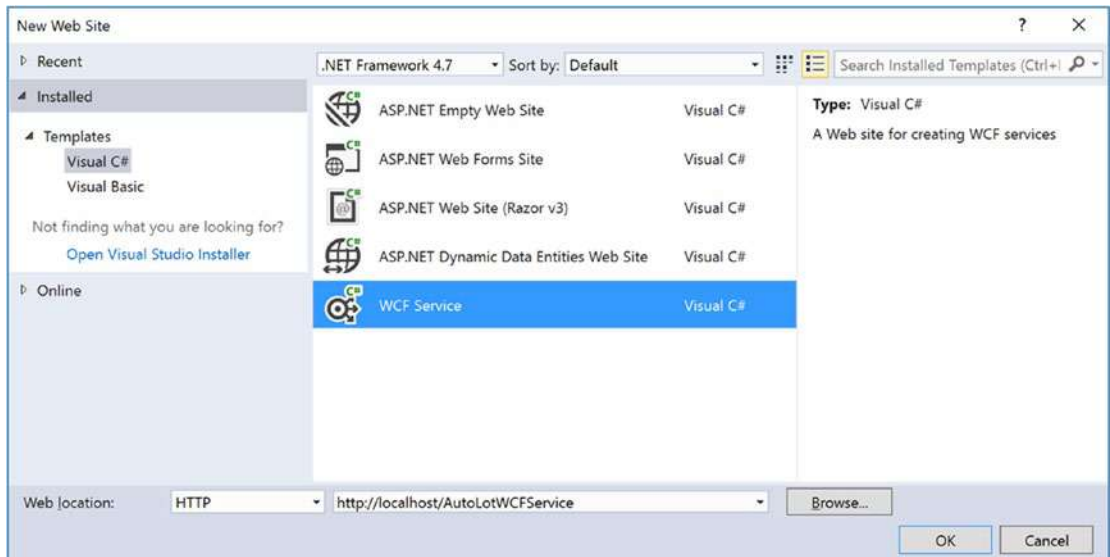 New Web Site
? ×
Recent
.NET Framework 4.7
Sort by: Default
Search Installed Templates (Ctrl+
Installed
Templates
Visual C#
Visual Basic
Not finding what you are looking for?
Open Visual Studio Installer
Online
ASP.NET Empty Web Site Visual C#
ASP.NET Web Forms Site Visual C#
ASP.NET Web Site (Razor v3) Visual C#
ASP.NET Dynamic Data Entities Web Site Visual C#
WCF Service Visual C#
Type: Visual C#
A Web site for creating WCF services
Web location: HTTP http://localhost/AutoLotWCFService Browse...
OK Cancel